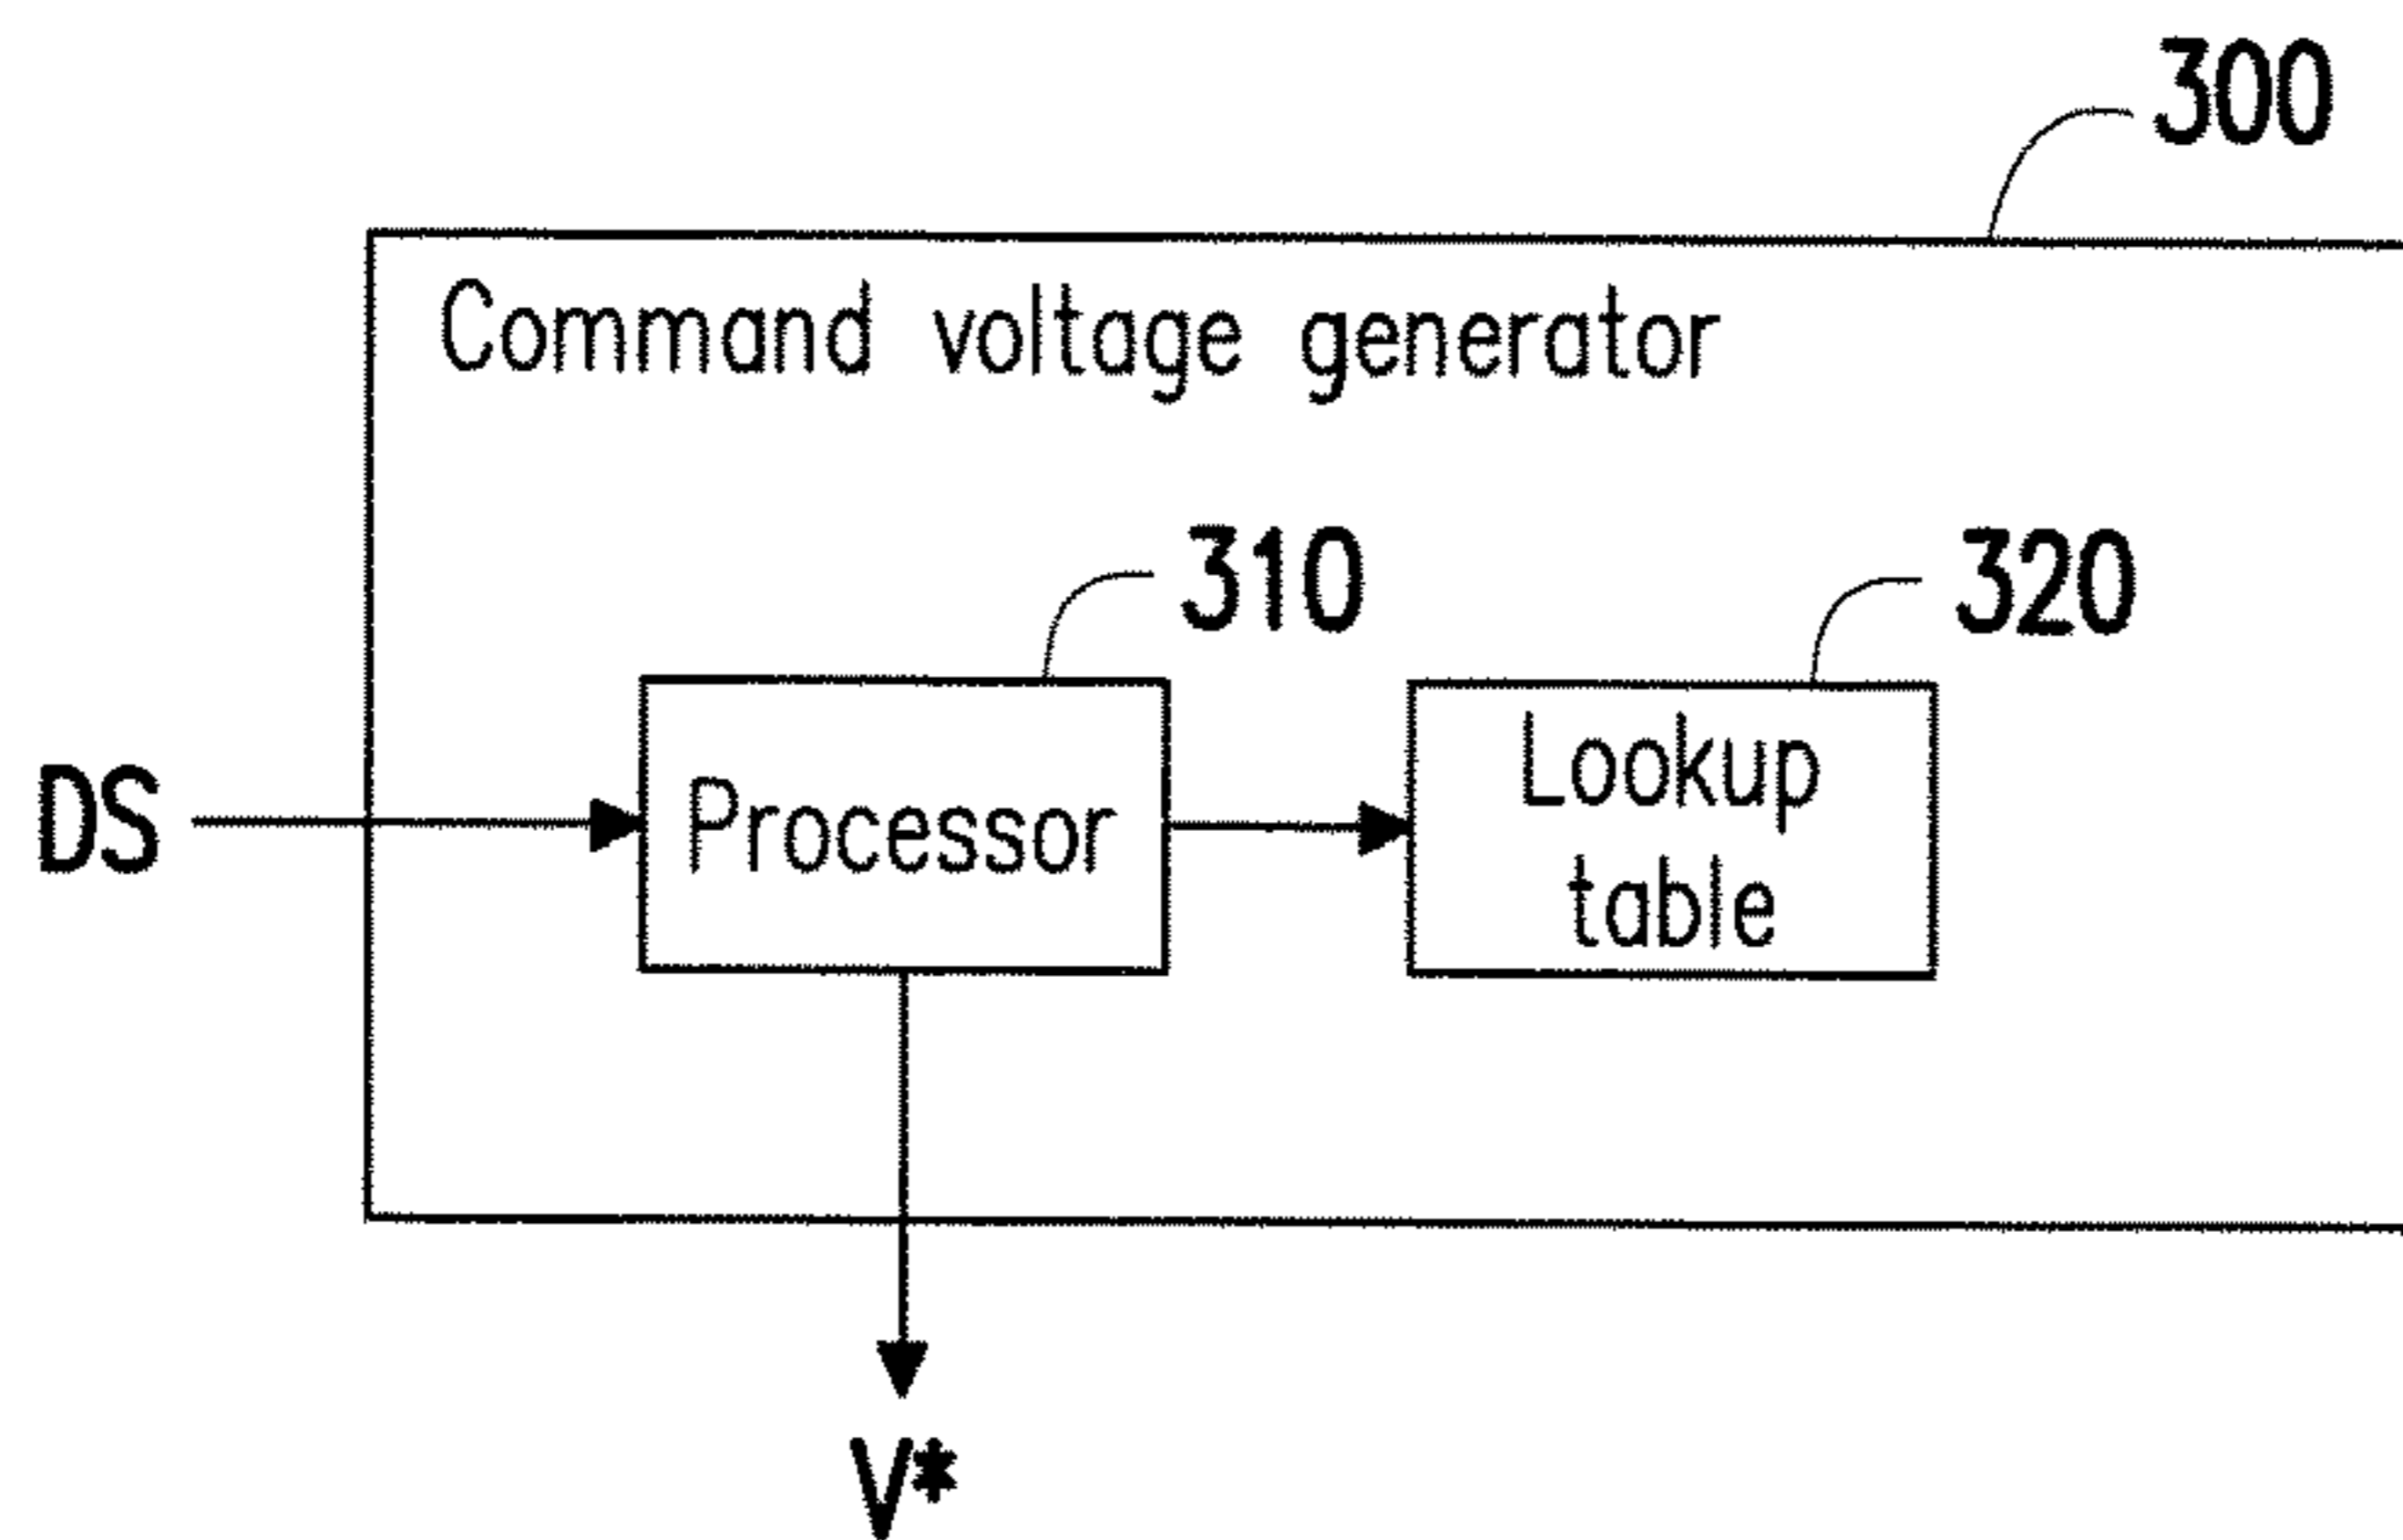 300
Command voltage generator
310
320
DS
Processor
Lookup
table
V*